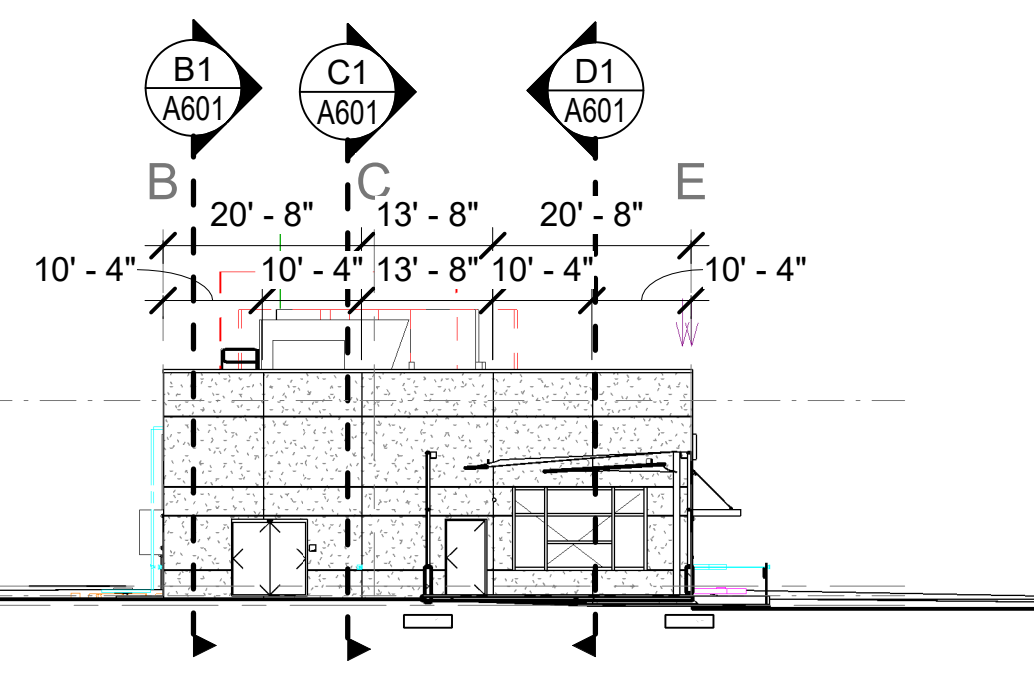 B1
A601
C1
A601
D1
A601
B
C
E
20' - 8"
13' - 8"
20' - 8"
10' - 4"
10' - 4"
13' - 8"
10' - 4"
10' - 4"